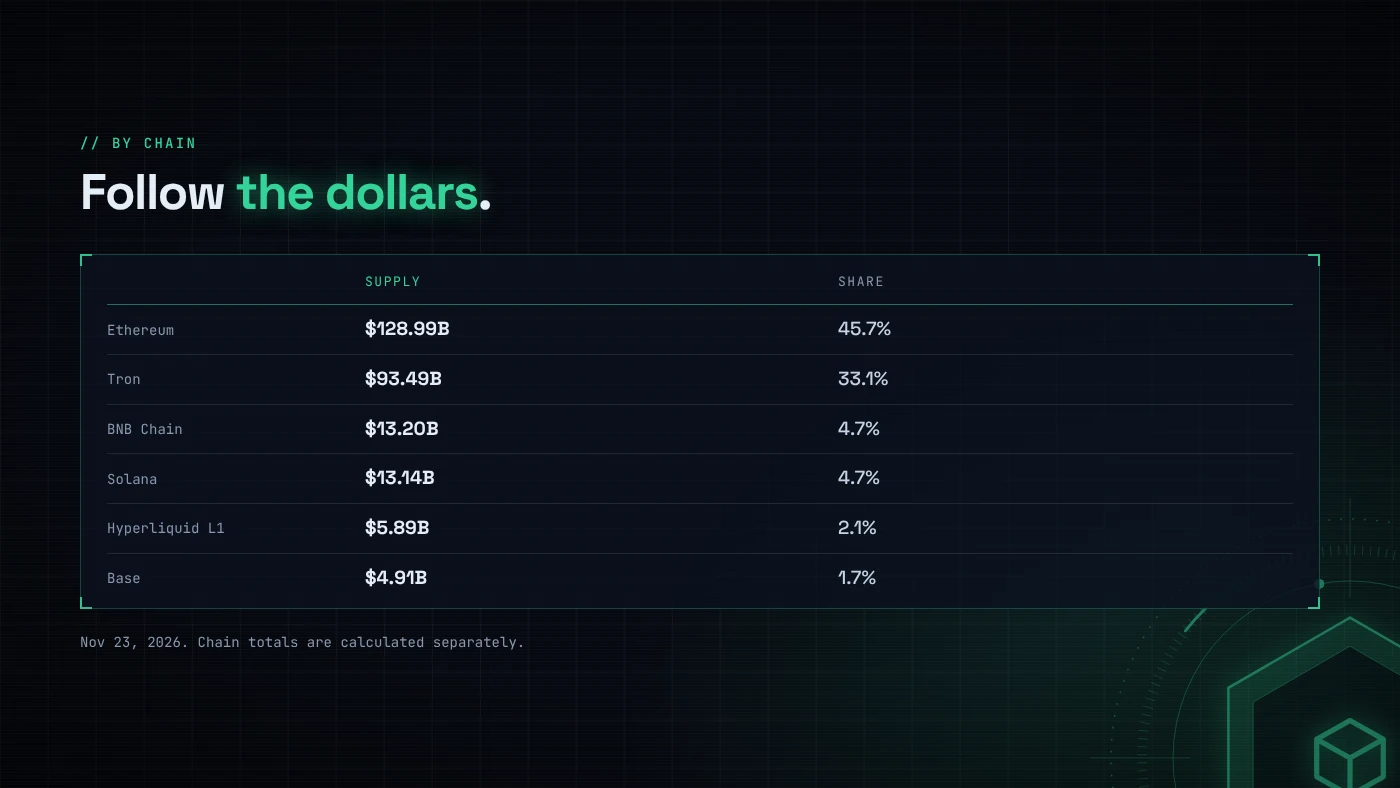 // BY CHAIN
Follow the dollars.
SUPPLY SHARE
Ethereum $128.99B 45.7%
Tron $93.49B 33.1%
BNB Chain $13.20B 4.7%
Solana $13.14B 4.7%
Hyperliquid L1 $5.89B 2.1%
Base $4.91B 1.7%
Nov 23, 2026. Chain totals are calculated separately.